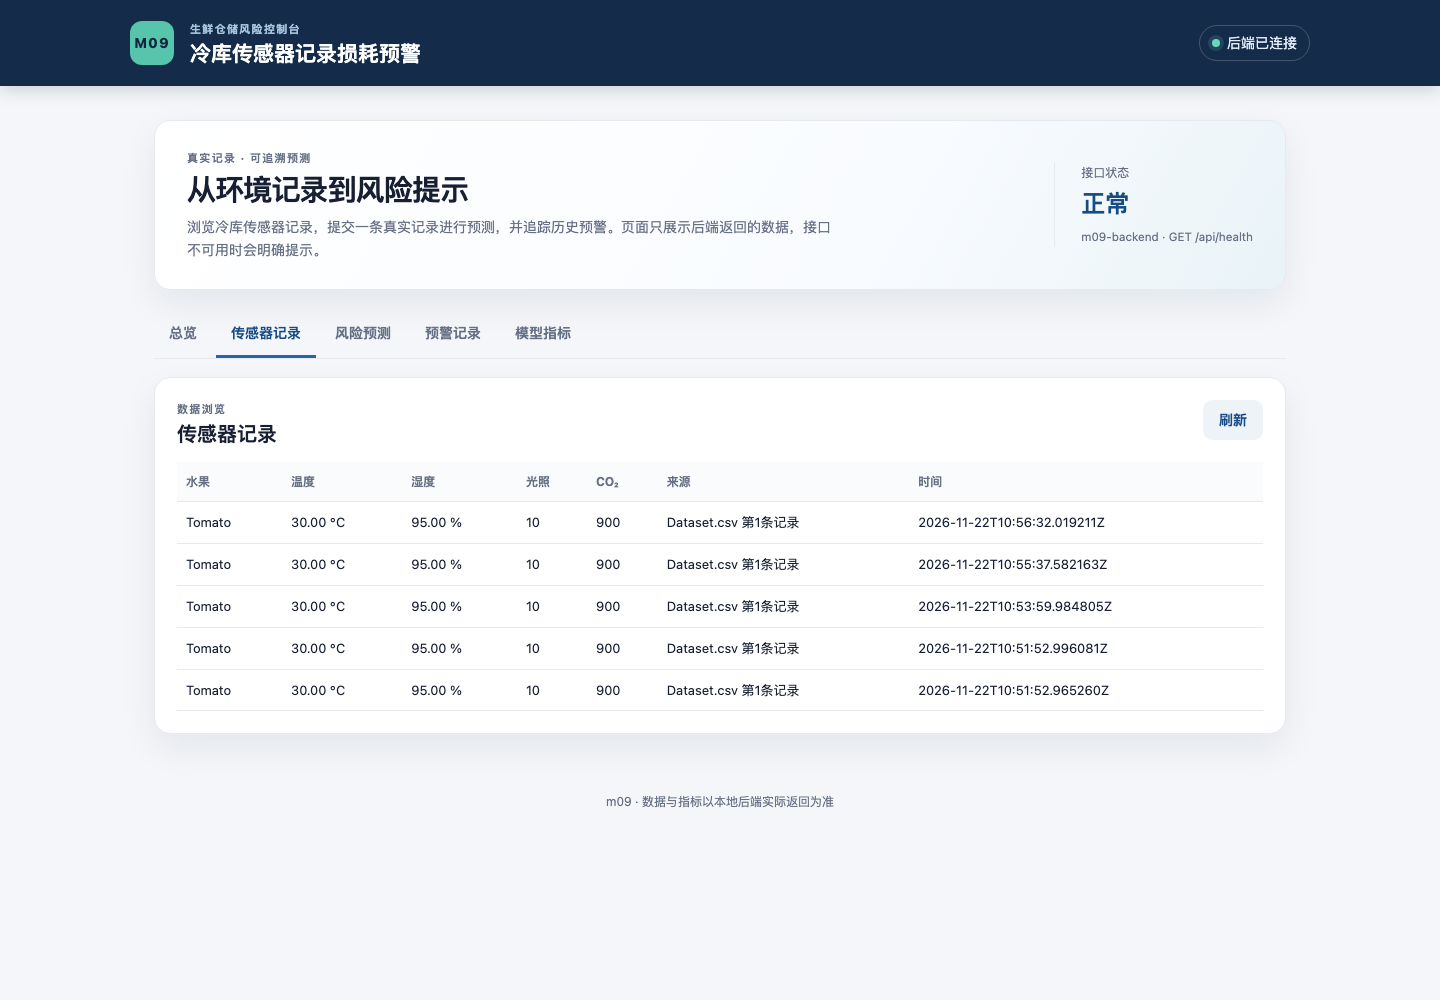 M09
生鲜仓储风险控制台
冷库传感器记录损耗预警
后端已连接
真实记录 · 可追溯预测
从环境记录到风险提示
浏览冷库传感器记录，提交一条真实记录进行预测，并追踪历史预警。页面只展示后端返回的数据，接口
不可用时会明确提示。
接口状态
正常
m09-backend · GET /api/health
总览 传感器记录 风险预测 预警记录 模型指标
数据浏览
传感器记录
刷新
水果 温度 湿度 光照 CO₂ 来源 时间
Tomato 30.00 °C 95.00 % 10 900 Dataset.csv 第1条记录 2026-11-22T10:56:32.019211Z
Tomato 30.00 °C 95.00 % 10 900 Dataset.csv 第1条记录 2026-11-22T10:55:37.582163Z
Tomato 30.00 °C 95.00 % 10 900 Dataset.csv 第1条记录 2026-11-22T10:53:59.984805Z
Tomato 30.00 °C 95.00 % 10 900 Dataset.csv 第1条记录 2026-11-22T10:51:52.996081Z
Tomato 30.00 °C 95.00 % 10 900 Dataset.csv 第1条记录 2026-11-22T10:51:52.965260Z
m09 · 数据与指标以本地后端实际返回为准